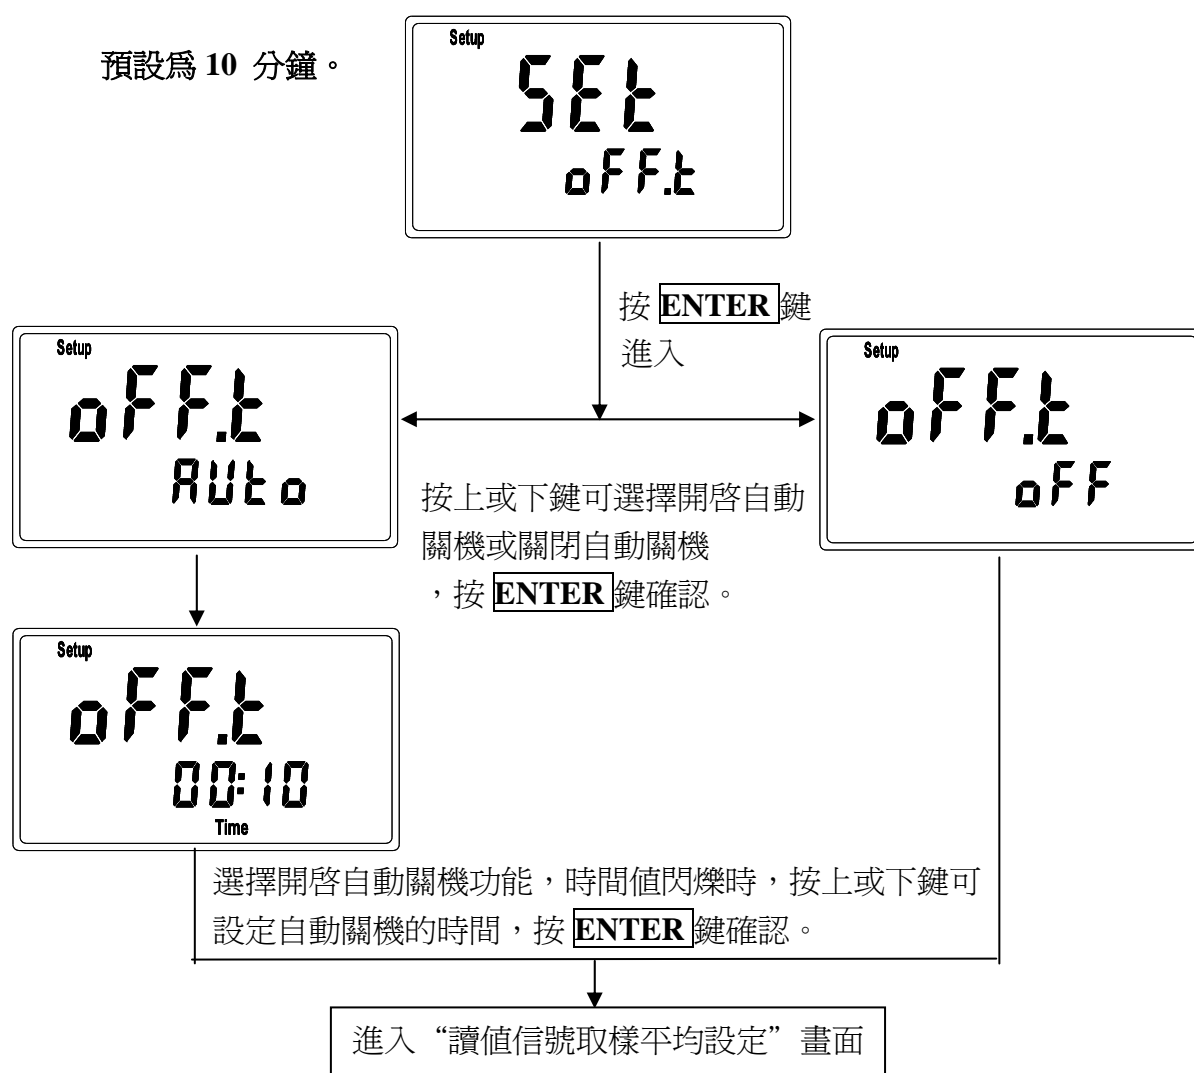 預設爲 10 分鐘。
Setup
SEt
oFF.t
按 ENTER 鍵
進入
Setup
oFF.t
AUto
Setup
oFF.t
oFF
按上或下鍵可選擇開啓自動
關機或關閉自動關機
，按 ENTER 鍵確認。
Setup
oFF.t
00:10
Time
選擇開啓自動關機功能，時間値閃爍時，按上或下鍵可
設定自動關機的時間，按 ENTER 鍵確認。
進入“讀値信號取樣平均設定”畫面